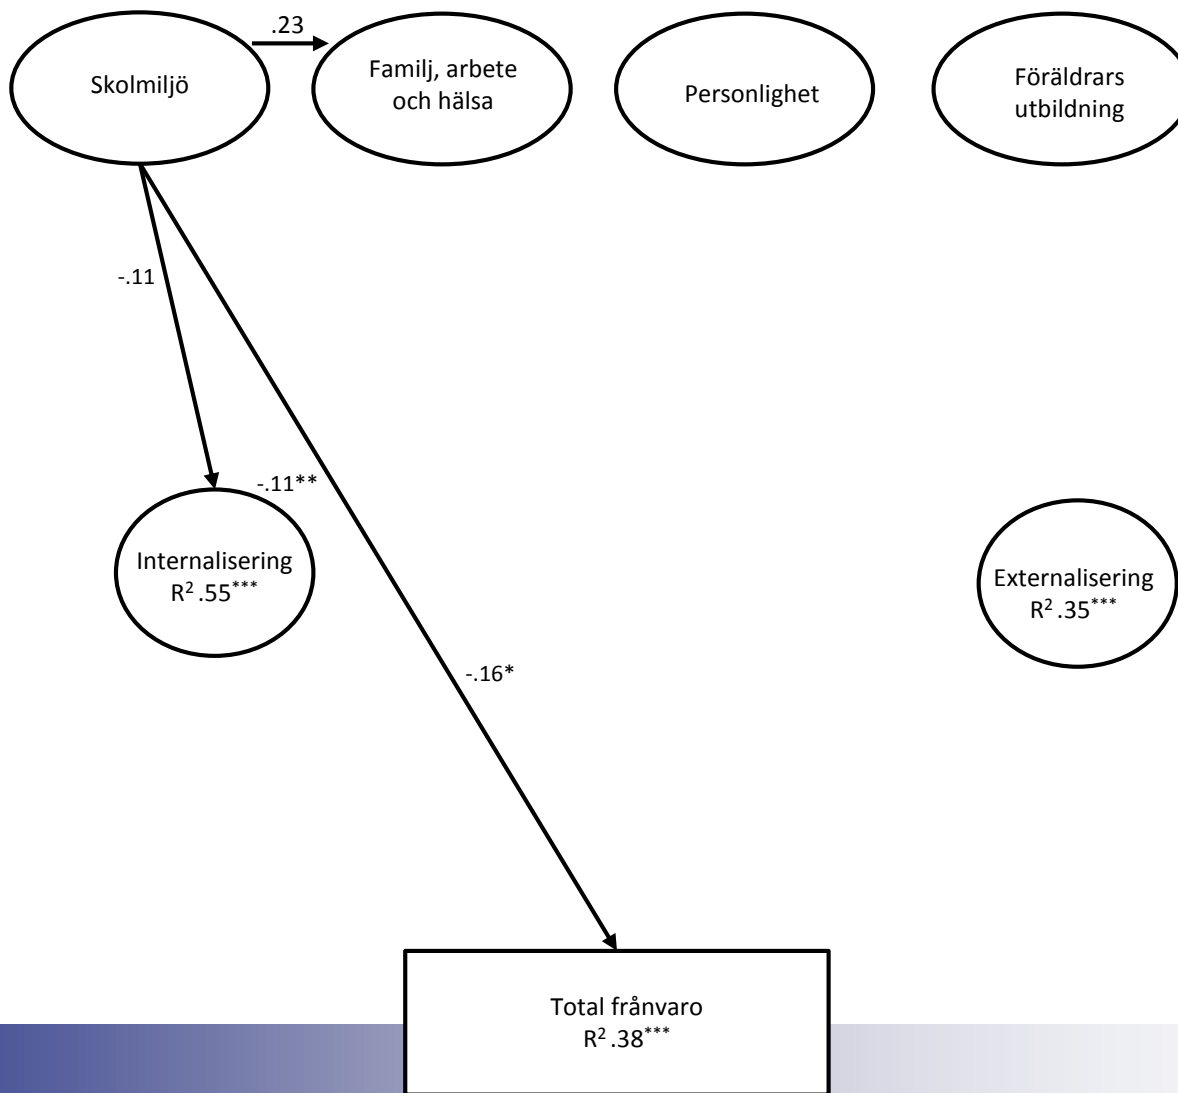 .23
Skolmiljö
Familj, arbete
och hälsa
Personlighet
Föräldrars
utbildning
-.11
-.11**
Internalisering
R² .55***
Externalisering
R² .35***
-.16*
Total frånvaro
R² .38***